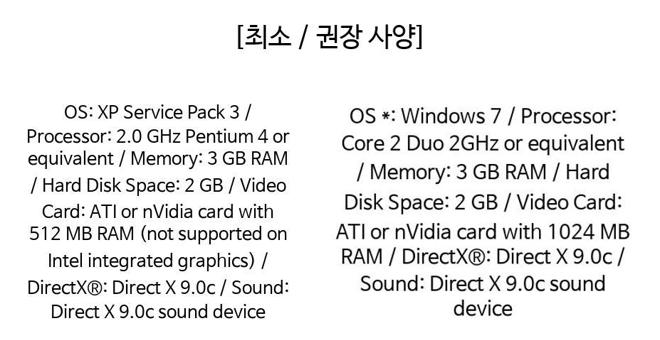 [최소 / 권장 사양]
OS: XP Service Pack 3 /
Processor: 2.0 GHz Pentium 4 or
equivalent / Memory: 3 GB RAM
/ Hard Disk Space: 2 GB / Video
Card: ATI or nVidia card with
512 MB RAM (not supported on
Intel integrated graphics) /
DirectX®: Direct X 9.0c / Sound:
Direct X 9.0c sound device
OS *: Windows 7 / Processor:
Core 2 Duo 2GHz or equivalent
/ Memory: 3 GB RAM / Hard
Disk Space: 2 GB / Video Card:
ATI or nVidia card with 1024 MB
RAM / DirectX®: Direct X 9.0c /
Sound: Direct X 9.0c sound
device